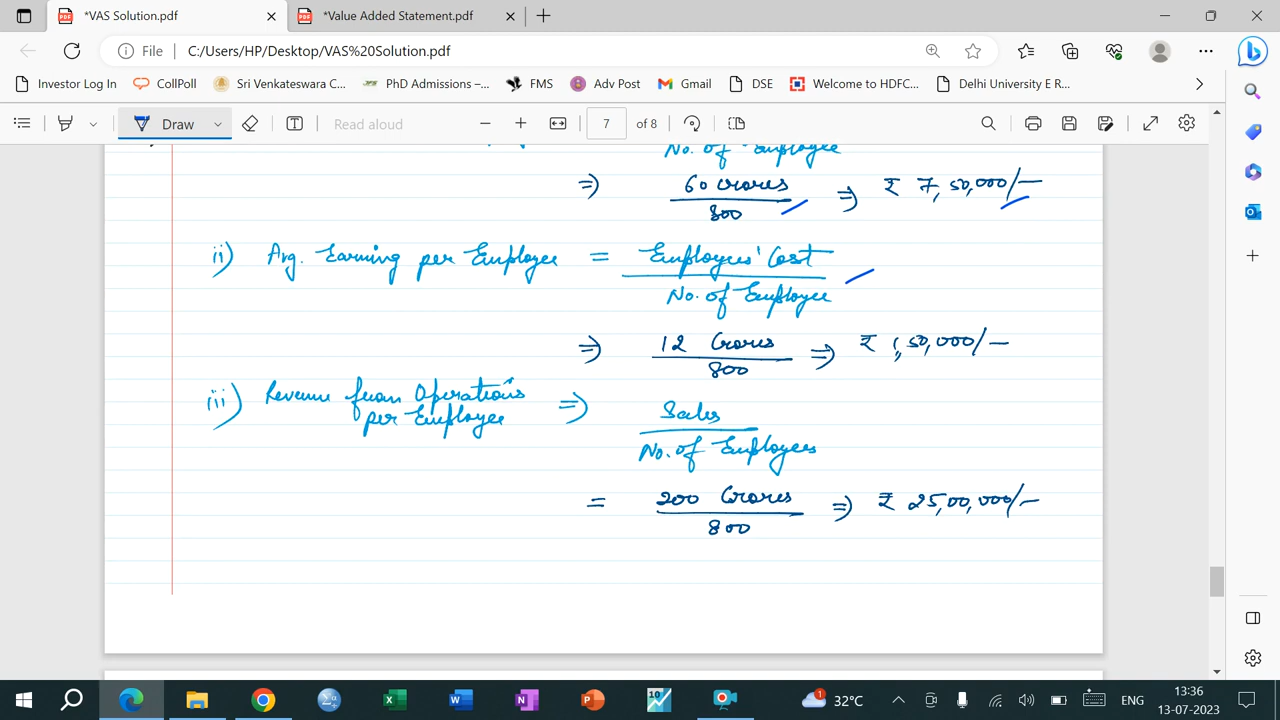 *VAS Solution.pdf
*Value Added Statement.pdf
File
C:/Users/HP/Desktop/VAS%20Solution.pdf
Investor Log In
CollPoll
Sri Venkateswara C...
PhD Admissions –...
FMS
Adv Post
Gmail
DSE
Welcome to HDFC...
Delhi University E R...
Draw
Read aloud
7
of 8
No. of Employee
⇒ 60 Crores / 800 ⇒ ₹ 7,50,000/-
ii) Avg. Earning per Employee = Employees' Cost
No. of Employee
⇒ 12 Crores / 800 ⇒ ₹ 1,50,000/-
iii) Revenue from Operations
per Employee ⇒ Sales
No. of Employees
= 200 Crores / 800 ⇒ ₹ 25,00,000/-
1
32°C
ENG
13:36
13-07-2023